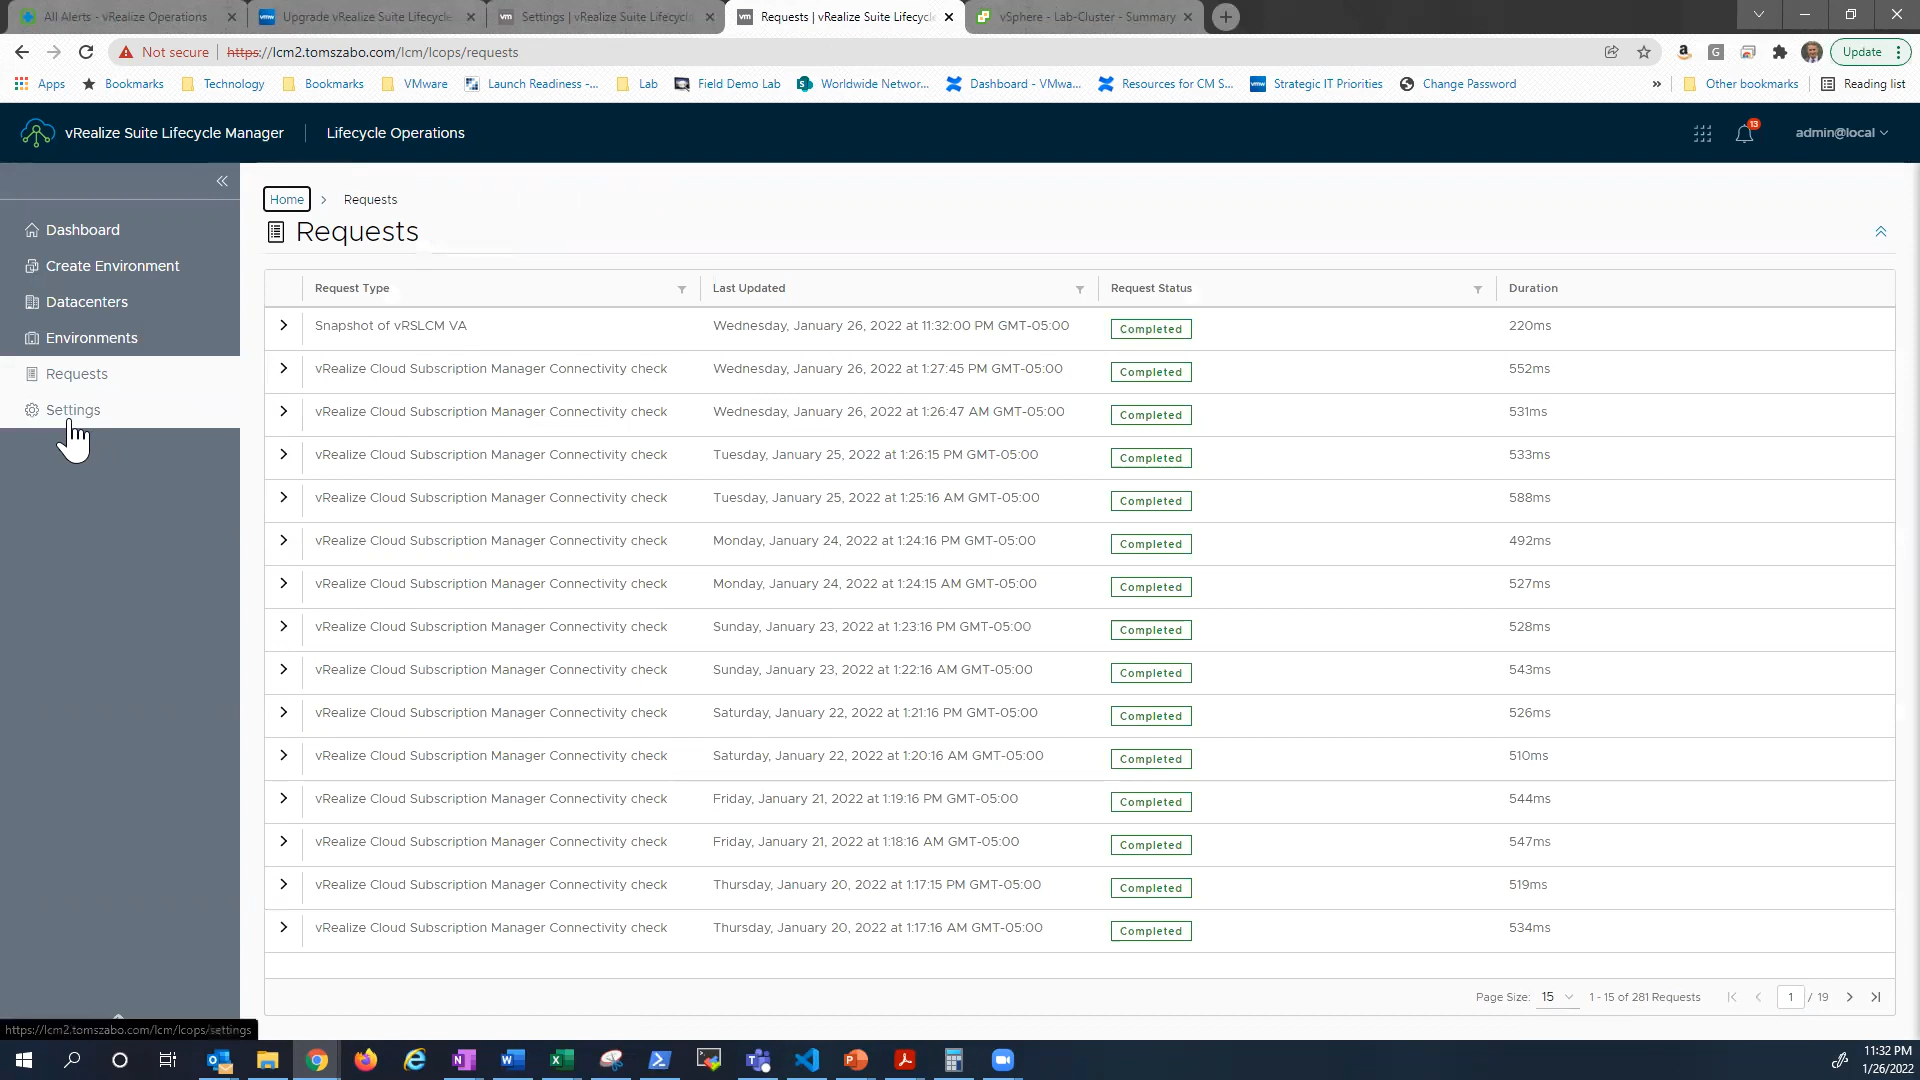 All Alerts - vRealize Operations
Upgrade vRealize Suite Lifecycle
Settings | vRealize Suite Lifecycle
Requests | vRealize Suite Lifecycle
vSphere - Lab-Cluster - Summary
Not secure
https://lcm2.tomszabo.com/lcm/lcops/requests
Update
Apps
Bookmarks
Technology
Bookmarks
VMware
Launch Readiness -...
Lab
Field Demo Lab
Worldwide Networ...
Dashboard - VMwa...
Resources for CM S...
Strategic IT Priorities
Change Password
»
Other bookmarks
Reading list
vRealize Suite Lifecycle Manager
Lifecycle Operations
13
admin@local
Dashboard
Create Environment
Datacenters
Environments
Requests
Settings
Home > Requests
Requests
Request Type Last Updated Request Status Duration
Snapshot of vRSLCM VA Wednesday, January 26, 2022 at 11:32:00 PM GMT-05:00 Completed 220ms
vRealize Cloud Subscription Manager Connectivity check Wednesday, January 26, 2022 at 1:27:45 PM GMT-05:00 Completed 552ms
vRealize Cloud Subscription Manager Connectivity check Wednesday, January 26, 2022 at 1:26:47 AM GMT-05:00 Completed 531ms
vRealize Cloud Subscription Manager Connectivity check Tuesday, January 25, 2022 at 1:26:15 PM GMT-05:00 Completed 533ms
vRealize Cloud Subscription Manager Connectivity check Tuesday, January 25, 2022 at 1:25:16 AM GMT-05:00 Completed 588ms
vRealize Cloud Subscription Manager Connectivity check Monday, January 24, 2022 at 1:24:16 PM GMT-05:00 Completed 492ms
vRealize Cloud Subscription Manager Connectivity check Monday, January 24, 2022 at 1:24:15 AM GMT-05:00 Completed 527ms
vRealize Cloud Subscription Manager Connectivity check Sunday, January 23, 2022 at 1:23:16 PM GMT-05:00 Completed 528ms
vRealize Cloud Subscription Manager Connectivity check Sunday, January 23, 2022 at 1:22:16 AM GMT-05:00 Completed 543ms
vRealize Cloud Subscription Manager Connectivity check Saturday, January 22, 2022 at 1:21:16 PM GMT-05:00 Completed 526ms
vRealize Cloud Subscription Manager Connectivity check Saturday, January 22, 2022 at 1:20:16 AM GMT-05:00 Completed 510ms
vRealize Cloud Subscription Manager Connectivity check Friday, January 21, 2022 at 1:19:16 PM GMT-05:00 Completed 544ms
vRealize Cloud Subscription Manager Connectivity check Friday, January 21, 2022 at 1:18:16 AM GMT-05:00 Completed 547ms
vRealize Cloud Subscription Manager Connectivity check Thursday, January 20, 2022 at 1:17:15 PM GMT-05:00 Completed 519ms
vRealize Cloud Subscription Manager Connectivity check Thursday, January 20, 2022 at 1:17:16 AM GMT-05:00 Completed 534ms
Page Size: 15 1 - 15 of 281 Requests 1 / 19
https://lcm2.tomszabo.com/lcm/lcops/settings
11:32 PM
1/26/2022